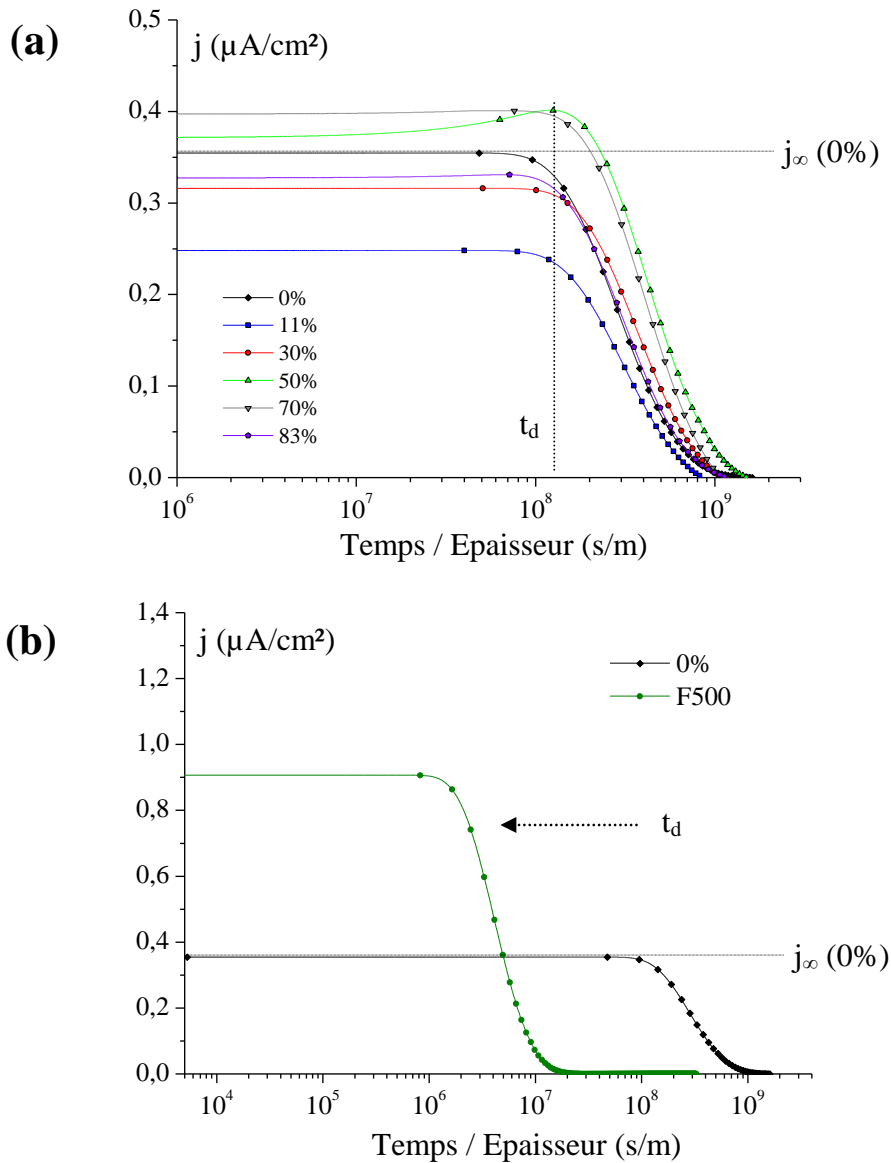 (a)
j (µA/cm²)
0,5
0,4
0,3
0,2
0,1
0,0
j∞ (0%)
0%
11%
30%
50%
70%
83%
t_d
10⁶ 10⁷ 10⁸ 10⁹
Temps / Epaisseur (s/m)
(b)
j (µA/cm²)
1,4
1,2
1,0
0,8
0,6
0,4
0,2
0,0
0%
F500
t_d
j∞ (0%)
10⁴ 10⁵ 10⁶ 10⁷ 10⁸ 10⁹
Temps / Epaisseur (s/m)